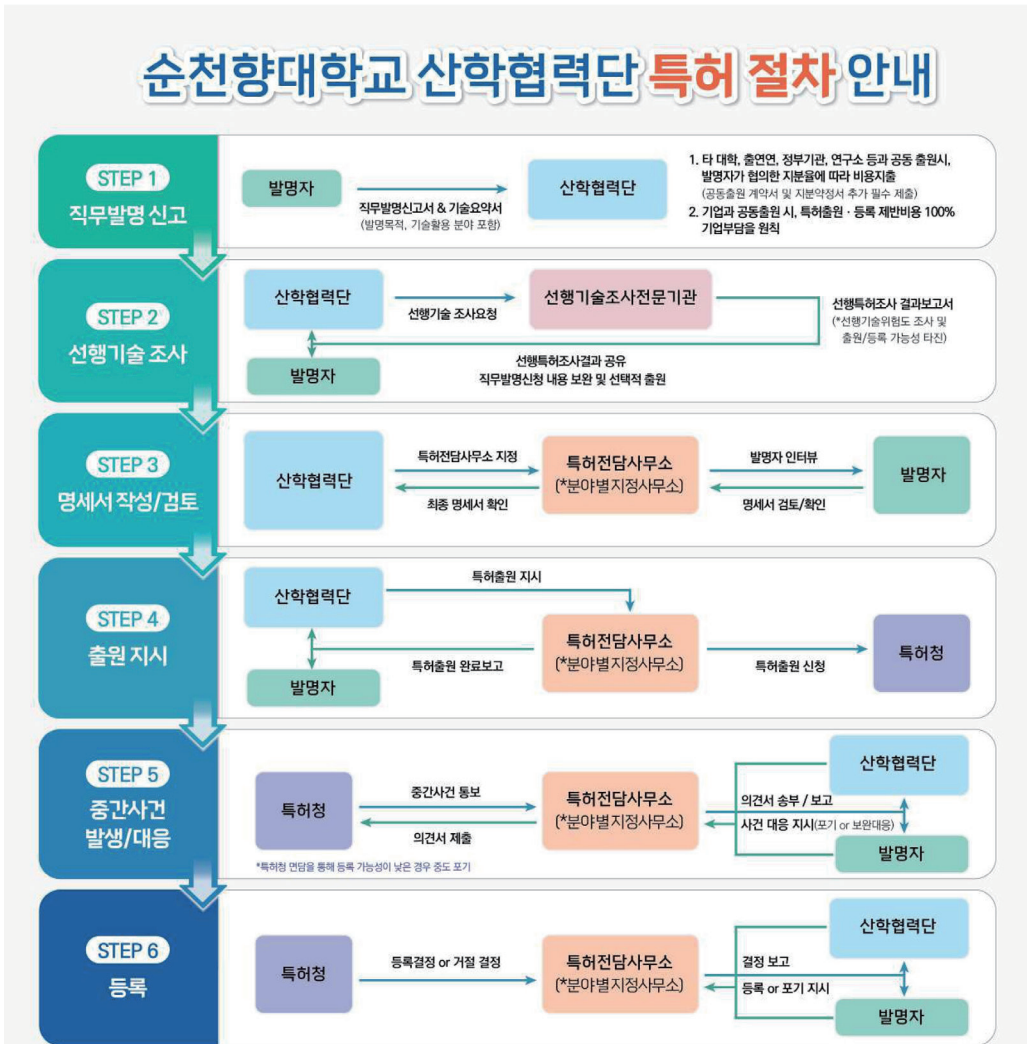 순천향대학교 산학협력단 특허 절차 안내
STEP 1
직무발명 신고
발명자
직무발명신고서 & 기술요약서
(발명목적, 기술활용 분야 포함)
산학협력단
1. 타 대학, 출연연, 정부기관, 연구소 등과 공동 출원시,
발명자가 협의한 지분율에 따라 비용지출
(공동출원 계약서 및 지분약정서 추가 필수 제출)
2. 기업과 공동출원 시, 특허출원 · 등록 제반비용 100%
기업부담을 원칙
STEP 2
선행기술 조사
산학협력단
선행기술 조사요청
선행기술조사전문기관
선행특허조사 결과보고서
(*선행기술위험도 조사 및
출원/등록 가능성 타진)
발명자
선행특허조사결과 공유
직무발명신청 내용 보완 및 선택적 출원
STEP 3
명세서 작성/검토
산학협력단
특허전담사무소 지정
최종 명세서 확인
특허전담사무소
(*분야별지정사무소)
발명자 인터뷰
명세서 검토/확인
발명자
STEP 4
출원 지시
산학협력단
특허출원 지시
발명자
특허출원 완료보고
특허전담사무소
(*분야별지정사무소)
특허출원 신청
특허청
STEP 5
중간사건
발생/대응
특허청
중간사건 통보
의견서 제출
*특허청 면담을 통해 등록 가능성이 낮은 경우 중도 포기
특허전담사무소
(*분야별지정사무소)
산학협력단
의견서 송부 / 보고
사건 대응 지시(포기 or 보완대응)
발명자
STEP 6
등록
특허청
등록결정 or 거절 결정
특허전담사무소
(*분야별지정사무소)
산학협력단
결정 보고
등록 or 포기 지시
발명자